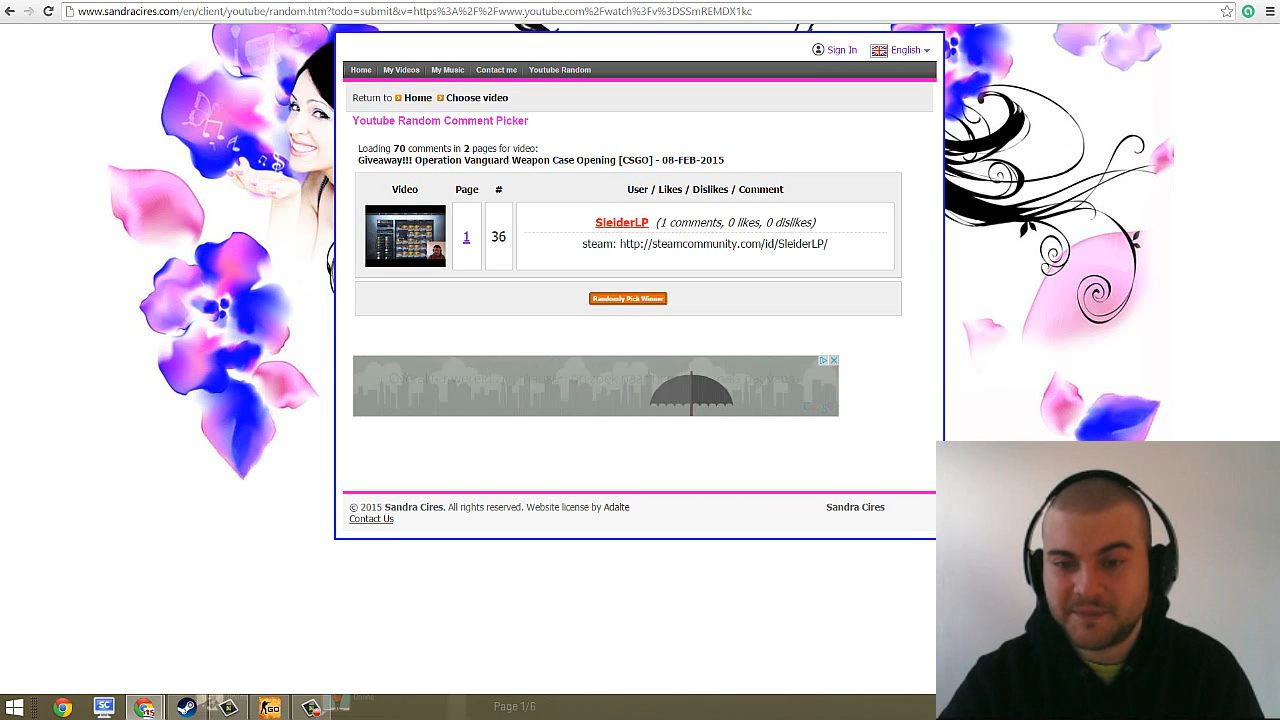 www.sandracires.com/en/client/youtube/random.htm?todo=submit&v=https%3A%2F%2Fwww.youtube.com%2Fwatch%3Fv%3DSSmREMDX1kc
Sign In English
Home My Videos My Music Contact me Youtube Random
Return to Home Choose video
Youtube Random Comment Picker
Loading 70 comments in 2 pages for video:
Giveaway!!! Operation Vanguard Weapon Case Opening [CSGO] - 08-FEB-2015
Video Page # User / Likes / Dislikes / Comment
1 36 SleiderLP (1 comments, 0 likes, 0 dislikes)
steam: http://steamcommunity.com/id/SleiderLP/
Randomly Pick Winner
© 2015 Sandra Cires. All rights reserved. Website license by Adalte Sandra Cires
Contact Us
SC GO
Page 1/6